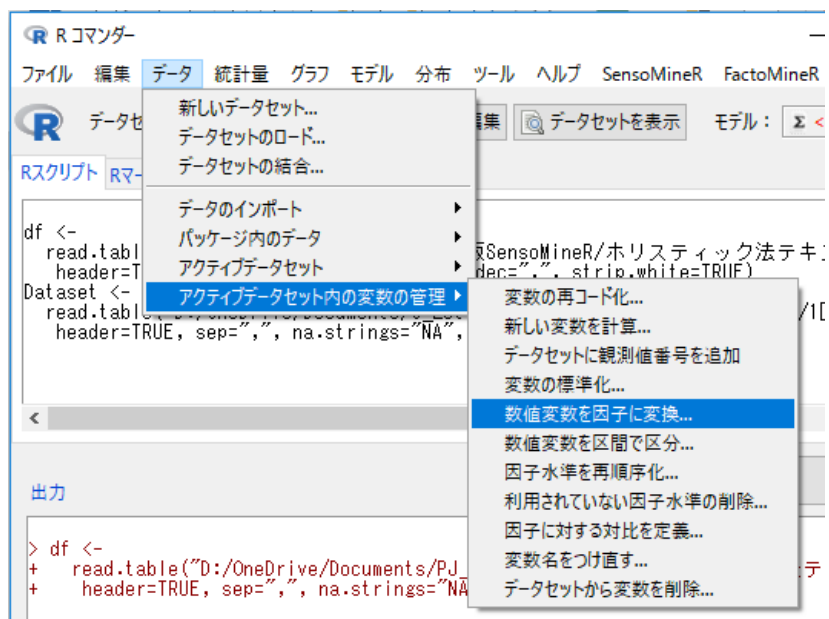 R コマンダー
ファイル 編集 データ 統計量 グラフ モデル 分布 ツール ヘルプ SensoMineR FactoMineR
データセ 編集 データセットを表示 モデル： Σ <
新しいデータセット...
データセットのロード...
データセットの結合...
データのインポート
パッケージ内のデータ
アクティブデータセット
アクティブデータセット内の変数の管理
Rスクリプト Rマー
df <-
read.tabl 版SensoMineR/ホリスティック法テキ
header=T dec=".", strip.white=TRUE)
Dataset <-
read.tabl
header=TRUE, sep=",", na.strings="NA",
変数の再コード化...
新しい変数を計算...
データセットに観測値番号を追加
変数の標準化...
数値変数を因子に変換...
数値変数を区間で区分...
因子水準を再順序化...
利用されていない因子水準の削除...
因子に対する対比を定義...
変数名をつけ直す...
データセットから変数を削除...
出力
> df <-
+ read.table("D:/OneDrive/Documents/PJ_ テ
+ header=TRUE, sep=",", na.strings="NA